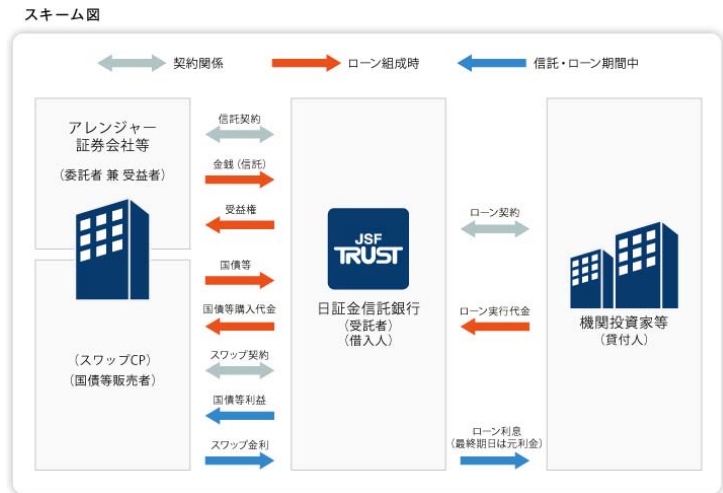 スキーム図
契約関係
ローン組成時
信託・ローン期間中
アレンジャー
証券会社等
(委託者 兼 受益者)
(スワップCP)
(国債等販売者)
信託契約
金銭(信託)
受益権
国債等
国債等購入代金
スワップ契約
国債等利益
スワップ金利
JSF
TRUST
日証金信託銀行
(受託者)
(借入人)
ローン契約
ローン実行代金
ローン利息
(最終期日は元利金)
機関投資家等
(貸付人)